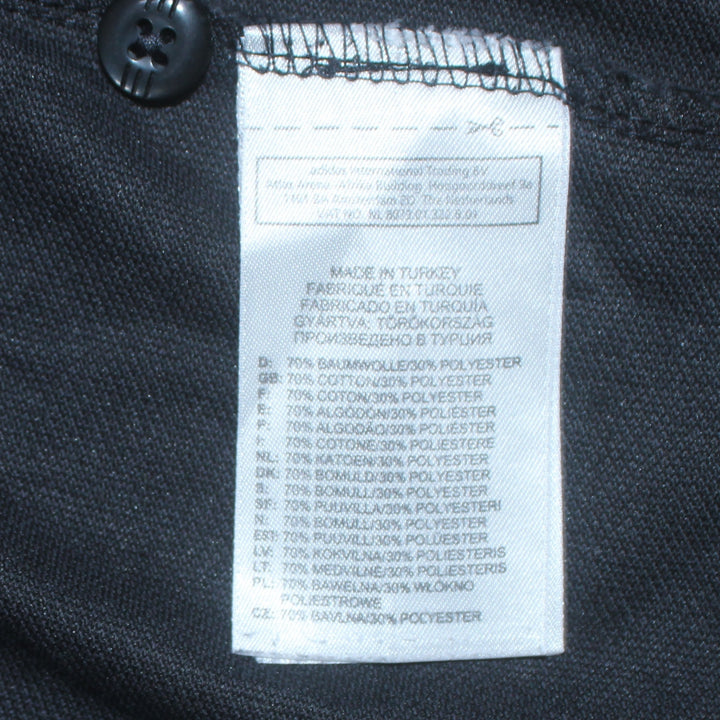 adidas International Trading BV
Atlas Arena-Africa Building, Hoogoorddreef 9a
1101 BA Amsterdam ZO The Netherlands
VAT NO. NL 8073.01.322.B.01
MADE IN TURKEY
FABRIQUE EN TURQUIE
FABRICADO EN TURQUÍA
GYÁRTVA: TÖRÖKORSZÁG
ПРОИЗВЕДЕНО В ТУРЦИЯ
D: 70% BAUMWOLLE/30% POLYESTER
GB: 70% COTTON/30% POLYESTER
F: 70% COTON/30% POLYESTER
E: 70% ALGODÓN/30% POLIÉSTER
P: 70% ALGODÃO/30% POLIÉSTER
I: 70% COTONE/30% POLIESTERE
NL: 70% KATOEN/30% POLYESTER
DK: 70% BOMULD/30% POLYESTER
S: 70% BOMULL/30% POLYESTER
SF: 70% PUUVILLA/30% POLYESTERI
N: 70% BOMULL/30% POLYESTER
EST: 70% PUUVILL/30% POLÜESTER
LV: 70% KOKVILNA/30% POLIESTERIS
LT: 70% MEDVILNĖ/30% POLIESTERIS
PL: 70% BAWEŁNA/30% WŁÓKNO
POLIESTROWE
CZ: 70% BAVLNA/30% POLYESTER